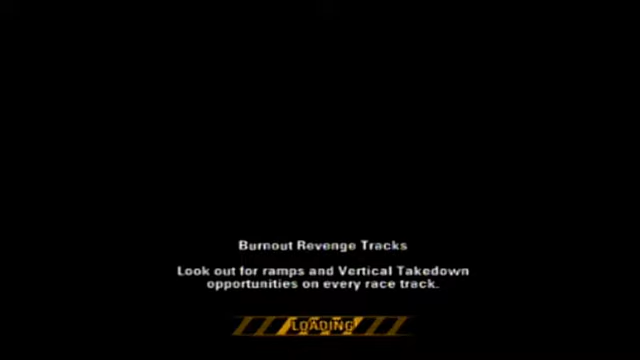 Burnout Revenge Tracks
Look out for ramps and Vertical Takedown
opportunities on every race track.
LOADING